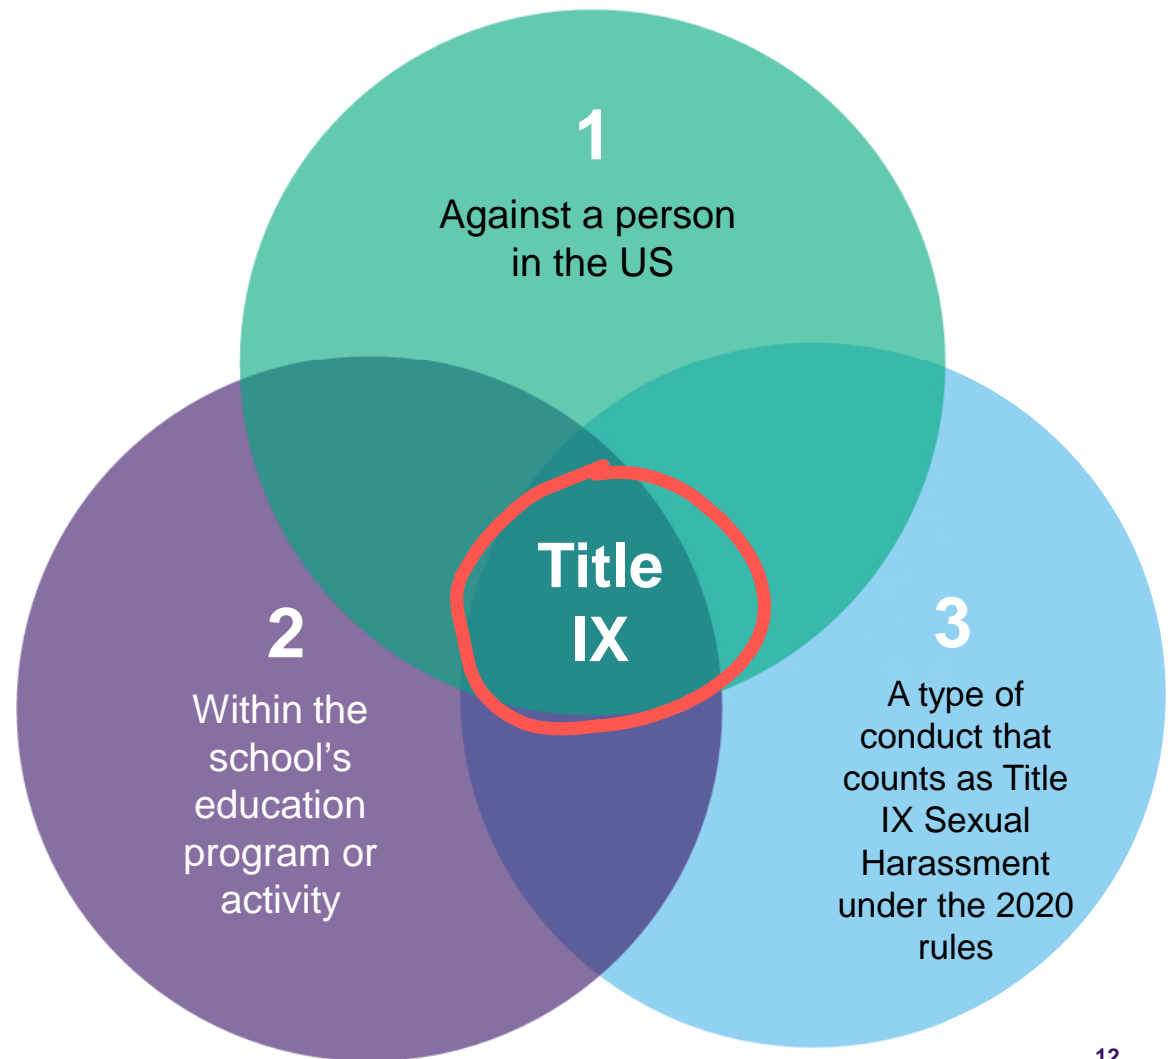 1
Against a person
in the US
Title
IX
2
Within the
school’s
education
program or
activity
3
A type of
conduct that
counts as Title
IX Sexual
Harassment
under the 2020
rules
12